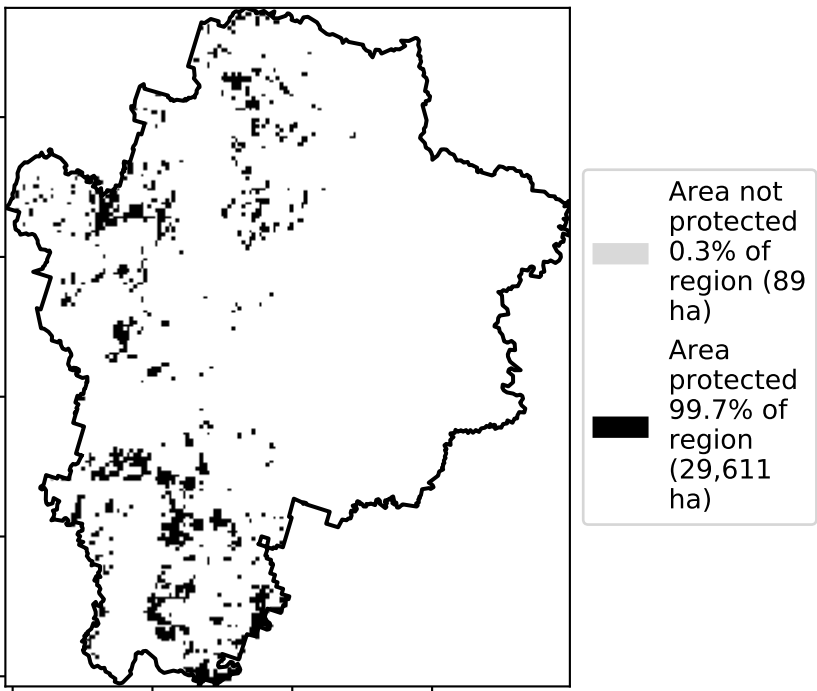 Area not
protected
0.3% of
region (89
ha)
Area
protected
99.7% of
region
(29,611
ha)